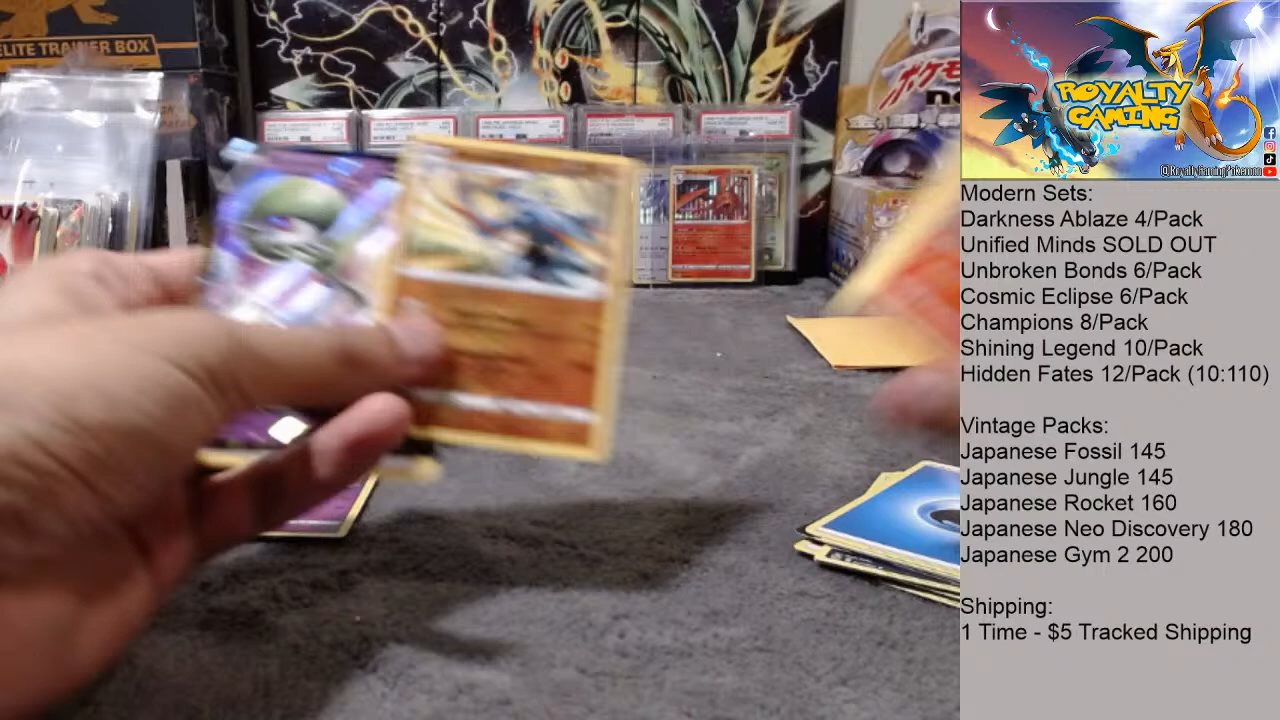 ELITE TRAINER BOX
ポケモ
ROYALTY
GAMING
Modern Sets:
Darkness Ablaze 4/Pack
Unified Minds SOLD OUT
Unbroken Bonds 6/Pack
Cosmic Eclipse 6/Pack
Champions 8/Pack
Shining Legend 10/Pack
Hidden Fates 12/Pack (10:110)
Vintage Packs:
Japanese Fossil 145
Japanese Jungle 145
Japanese Rocket 160
Japanese Neo Discovery 180
Japanese Gym 2 200
Shipping:
1 Time - $5 Tracked Shipping